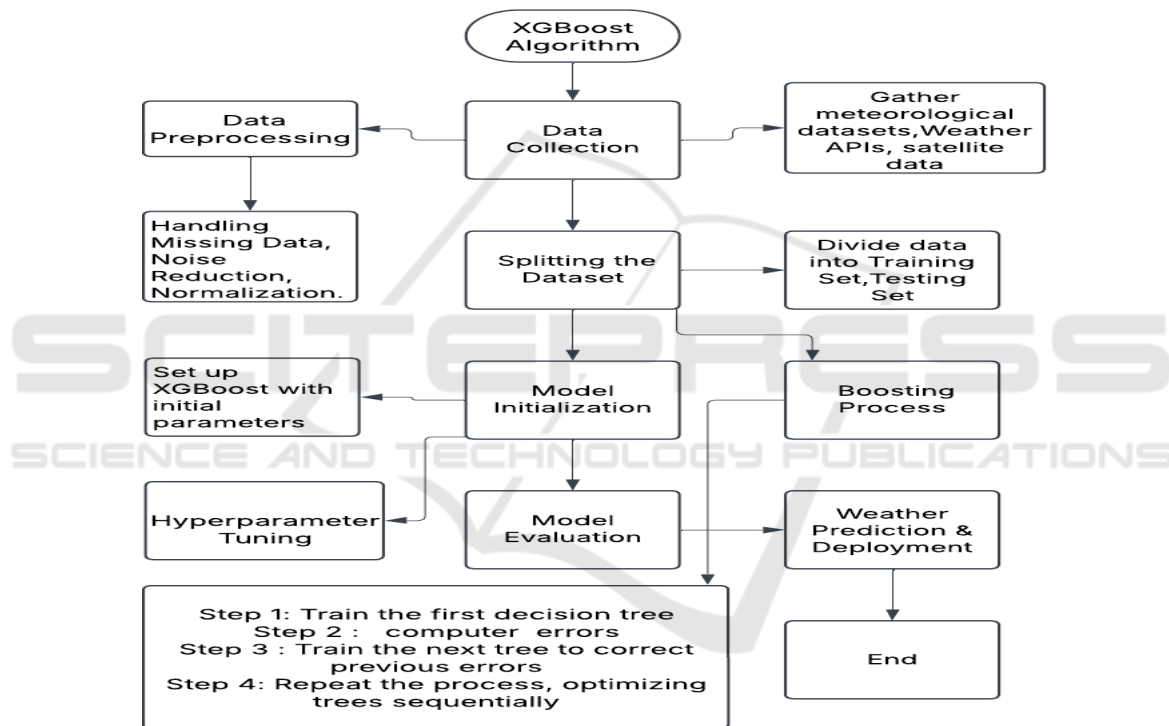 XGBoost
Algorithm
Data
Preprocessing
Data
Collection
Gather
meteorological
datasets,Weather
APIs, satellite
data
Handling
Missing Data,
Noise
Reduction,
Normalization.
Splitting the
Dataset
Divide data
into Training
Set,Testing
Set
SCITEPRESS
SCIENCE AND TECHNOLOGY PUBLICATIONS
Set up
XGBoost with
initial
parameters
Model
Initialization
Boosting
Process
Hyperparameter
Tuning
Model
Evaluation
Weather
Prediction &
Deployment
Step 1: Train the first decision tree
Step 2 : computer errors
Step 3 : Train the next tree to correct
previous errors
Step 4: Repeat the process, optimizing
trees sequentially
End